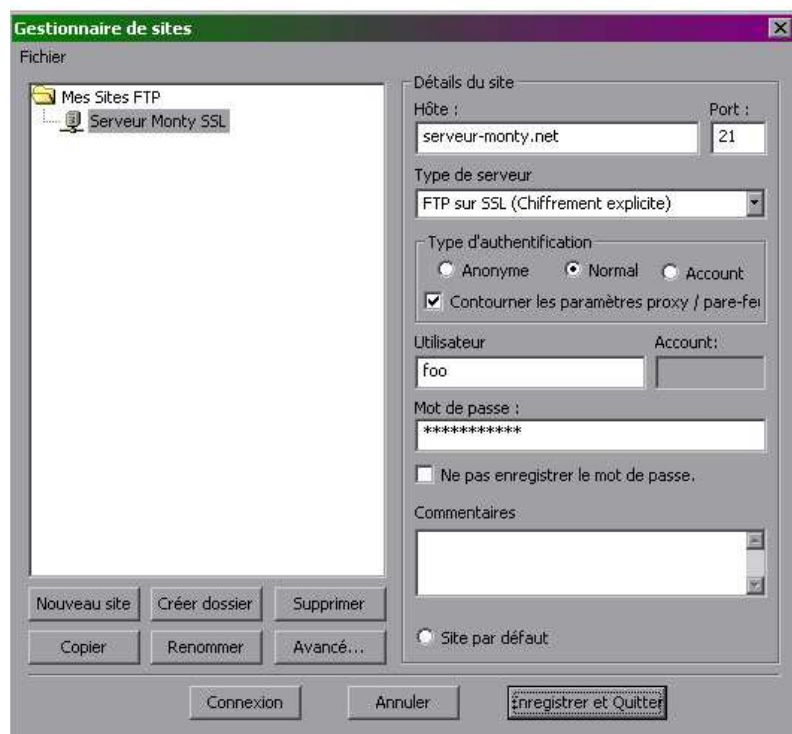 Gestionnaire de sites
Fichier
Mes Sites FTP
Serveur Monty SSL
Nouveau site Créer dossier Supprimer
Copier Renommer Avancé...
Détails du site
Hôte : Port :
serveur-monty.net 21
Type de serveur
FTP sur SSL (Chiffrement explicite)
Type d'authentification
Anonyme Normal Account
Contourner les paramètres proxy / pare-feu
Utilisateur Account:
foo
Mot de passe :
***********
Ne pas enregistrer le mot de passe.
Commentaires
Site par défaut
Connexion Annuler Enregistrer et Quitter